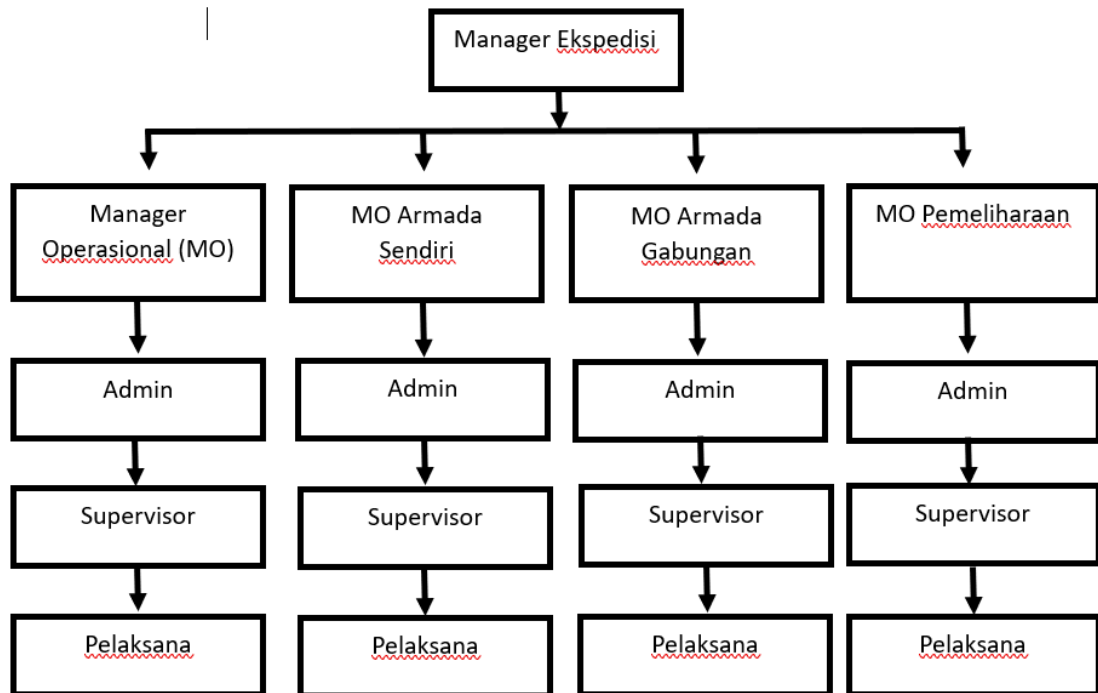 Manager Ekspedisi
Manager
Operasional (MO)
MO Armada
Sendiri
MO Armada
Gabungan
MO Pemeliharaan
Admin
Admin
Admin
Admin
Supervisor
Supervisor
Supervisor
Supervisor
Pelaksana
Pelaksana
Pelaksana
Pelaksana